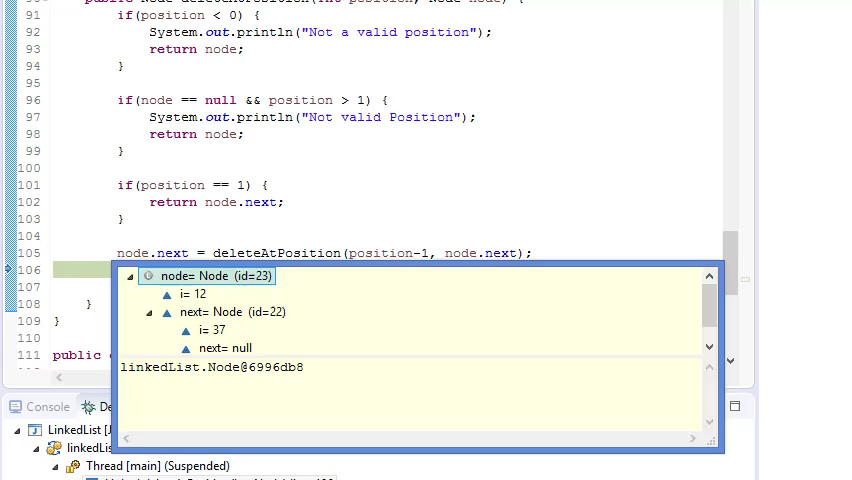 90
91 if(position < 0) {
92 System.out.println("Not a valid position");
93 return node;
94 }
95
96 if(node == null && position > 1) {
97 System.out.println("Not valid Position");
98 return node;
99 }
100
101 if(position == 1) {
102 return node.next;
103 }
104
105 node.next = deleteAtPosition(position-1, node.next);
106
107
108 }
109 }
110
111 public
node= Node (id=23)
i= 12
next= Node (id=22)
i= 37
next= null
linkedList.Node@6996db8
Console
LinkedList [J
linkedLis
Thread [main] (Suspended)